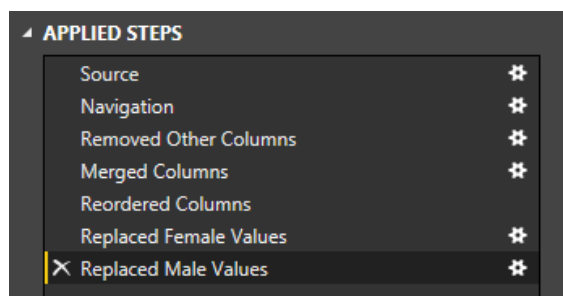 APPLIED STEPS
Source
Navigation
Removed Other Columns
Merged Columns
Reordered Columns
Replaced Female Values
Replaced Male Values